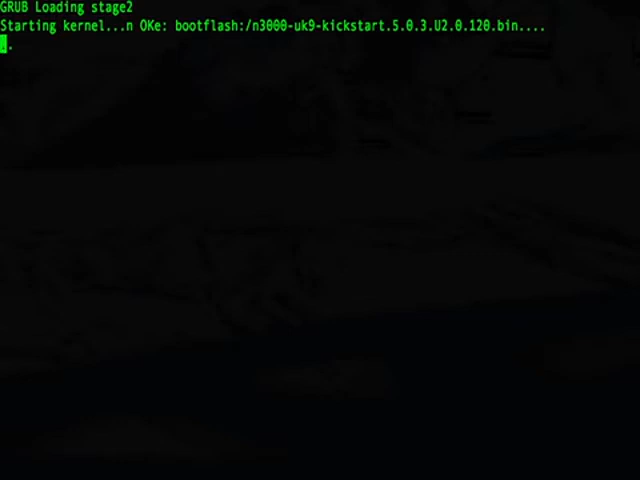 GRUB Loading stage2
Starting kernel...n OKe: bootflash:/n3000-uk9-kickstart.5.0.3.U2.0.120.bin....
..